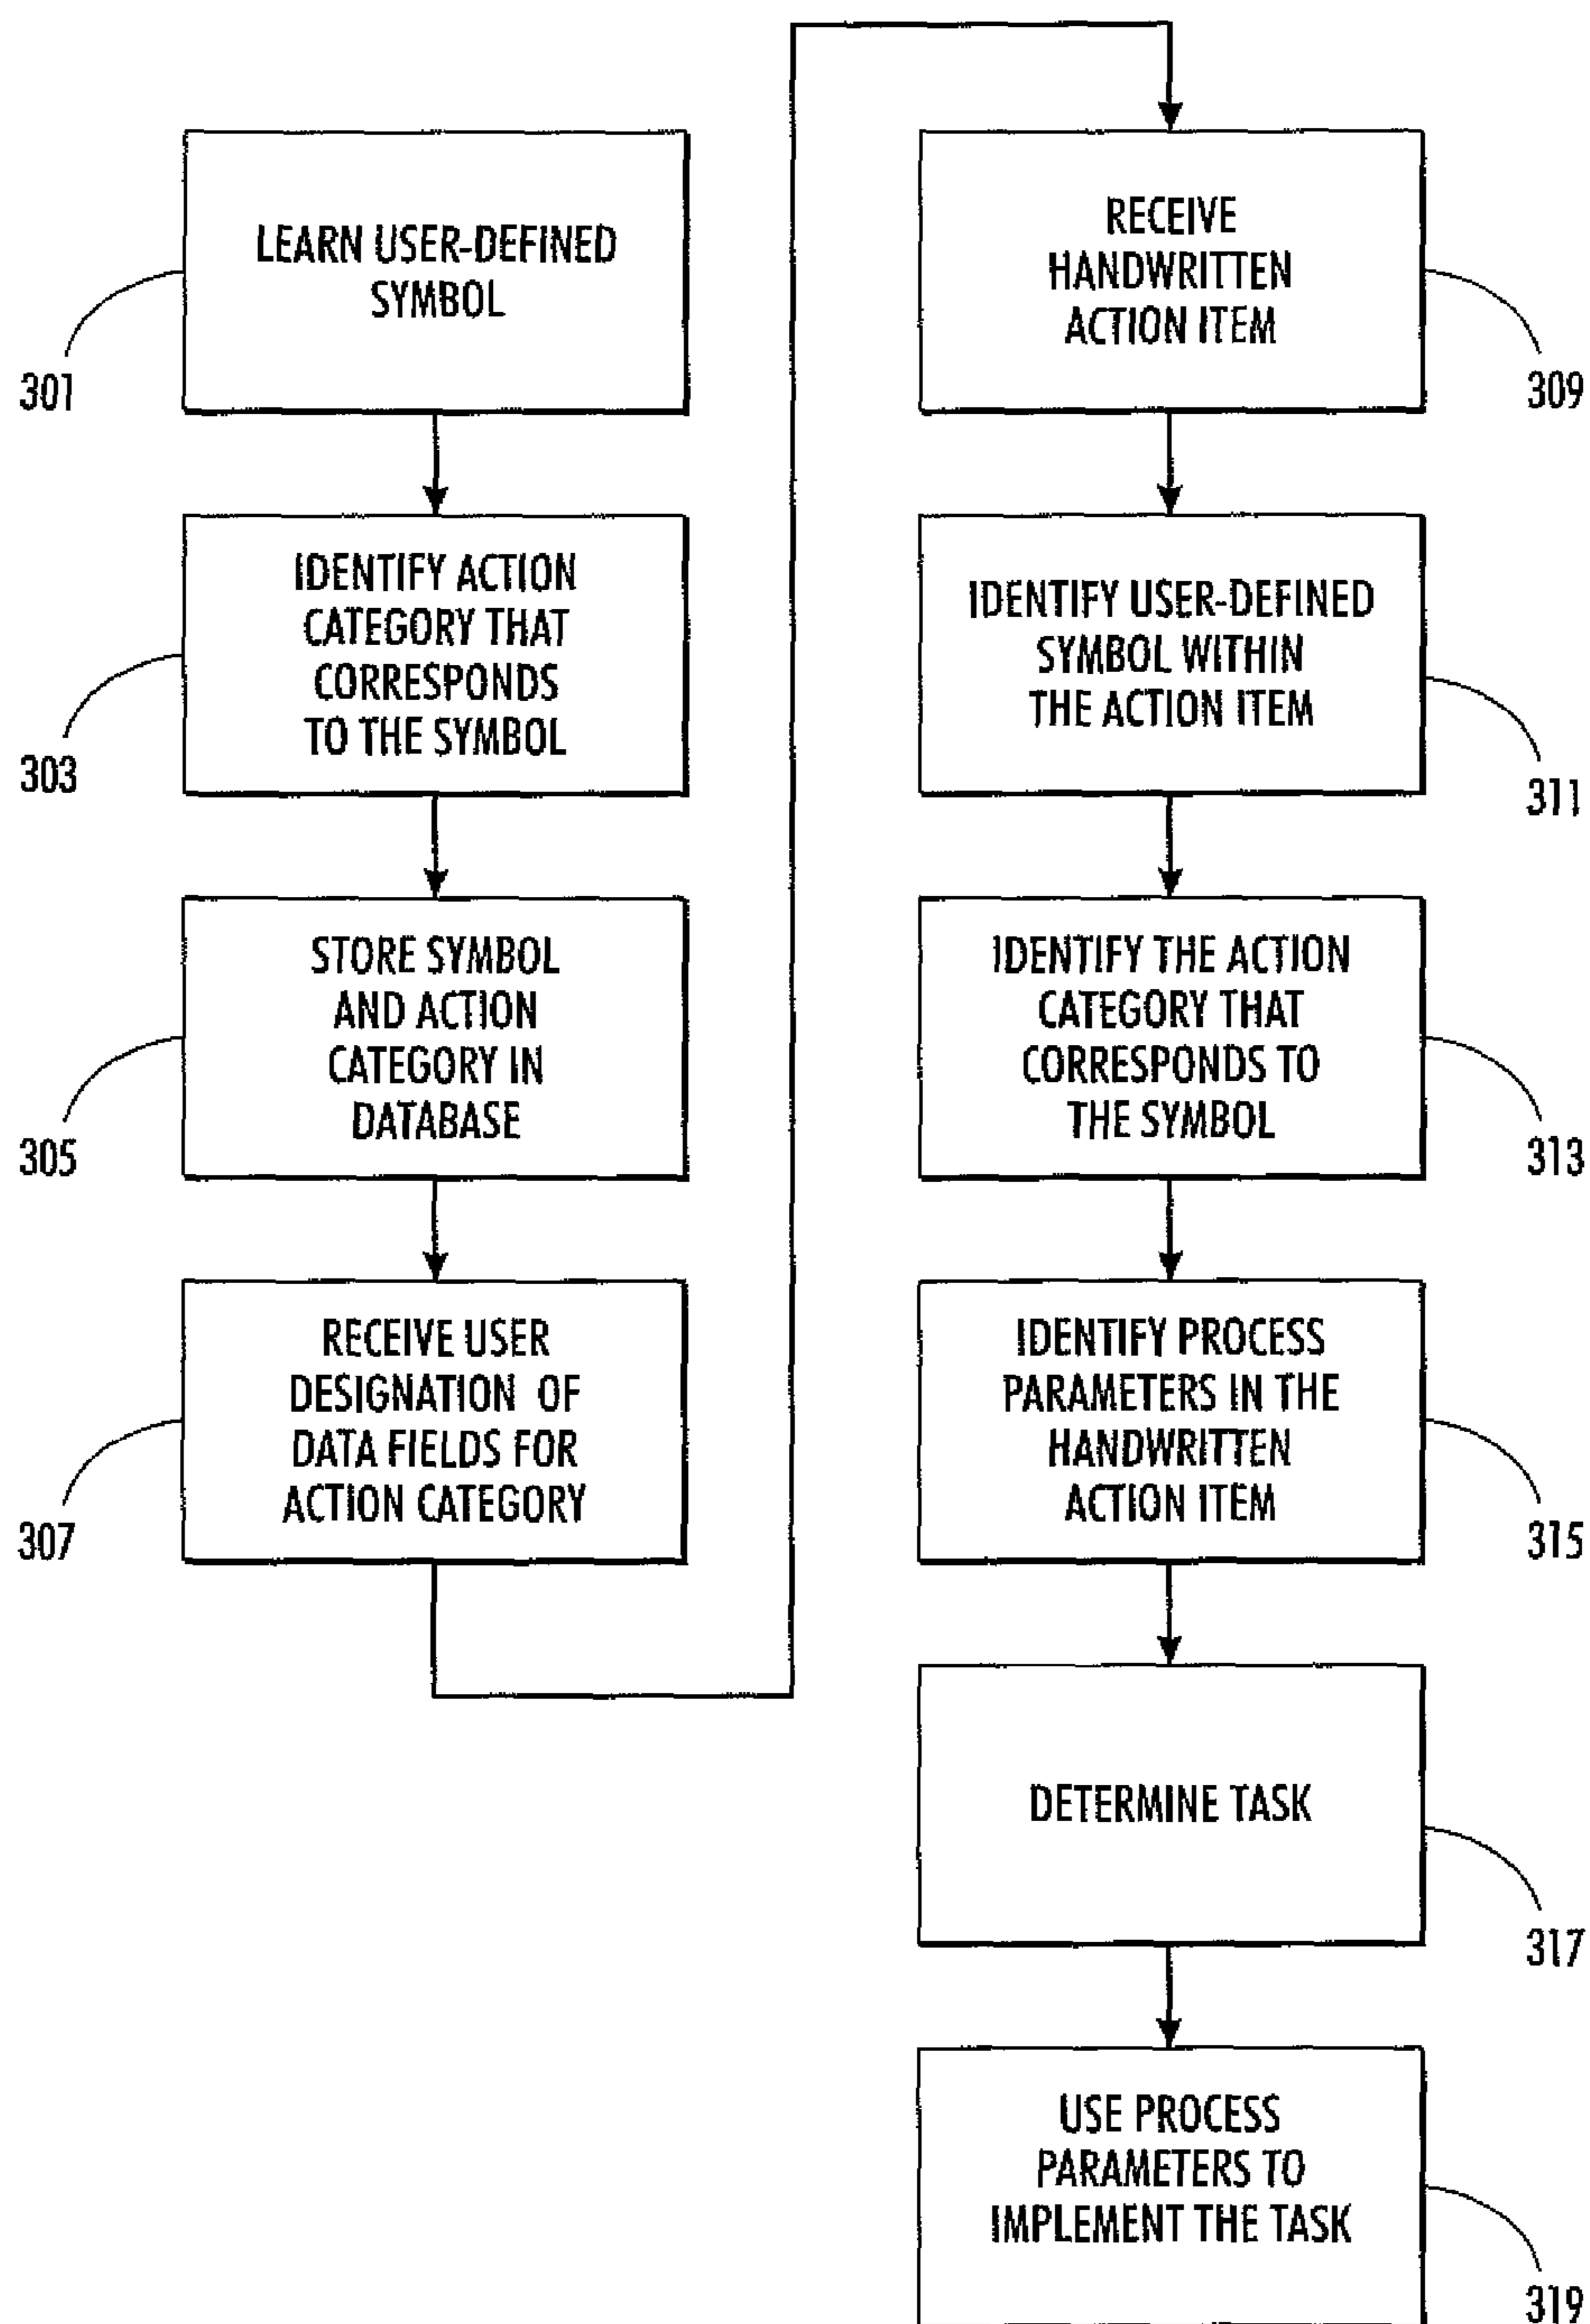 LEARN USER-DEFINED
SYMBOL
301
IDENTIFY ACTION
CATEGORY THAT
CORRESPONDS
TO THE SYMBOL
303
STORE SYMBOL
AND ACTION
CATEGORY IN
DATABASE
305
RECEIVE USER
DESIGNATION OF
DATA FIELDS FOR
ACTION CATEGORY
307
RECEIVE
HANDWRITTEN
ACTION ITEM
309
IDENTIFY USER-DEFINED
SYMBOL WITHIN
THE ACTION ITEM
311
IDENTIFY THE ACTION
CATEGORY THAT
CORRESPONDS TO
THE SYMBOL
313
IDENTIFY PROCESS
PARAMETERS IN THE
HANDWRITTEN
ACTION ITEM
315
DETERMINE TASK
317
USE PROCESS
PARAMETERS TO
IMPLEMENT THE TASK
319